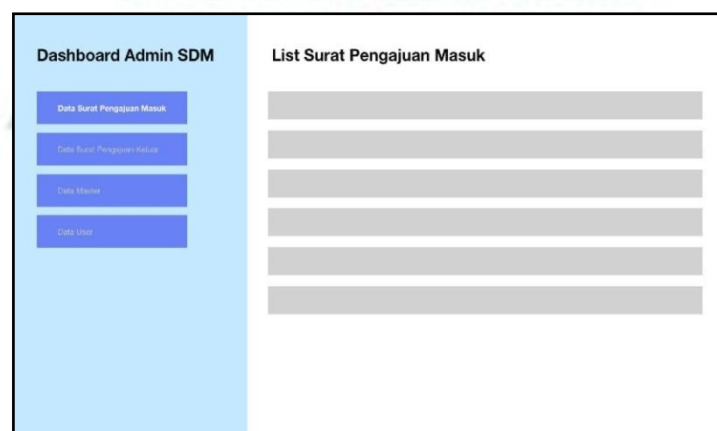 Dashboard Admin SDM
Data Surat Pengajuan Masuk
Data Surat Pengajuan Keluar
Data Master
Data User
List Surat Pengajuan Masuk